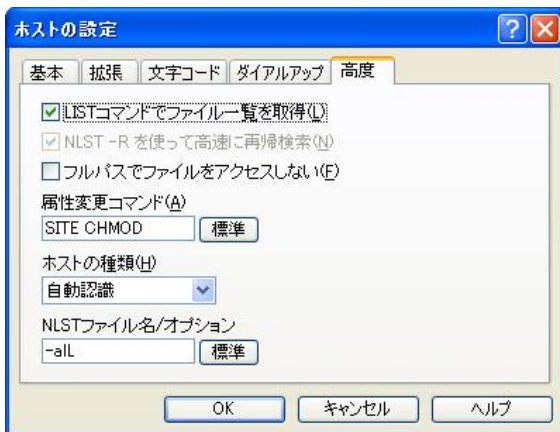 ホストの設定
基本 拡張 文字コード ダイアルアップ 高度
LISTコマンドでファイル一覧を取得(L)
NLST -R を使って高速に再帰検索(N)
フルパスでファイルをアクセスしない(F)
属性変更コマンド(A)
SITE CHMOD 標準
ホストの種類(H)
自動認識
NLSTファイル名/オプション
-alL 標準
OK キャンセル ヘルプ